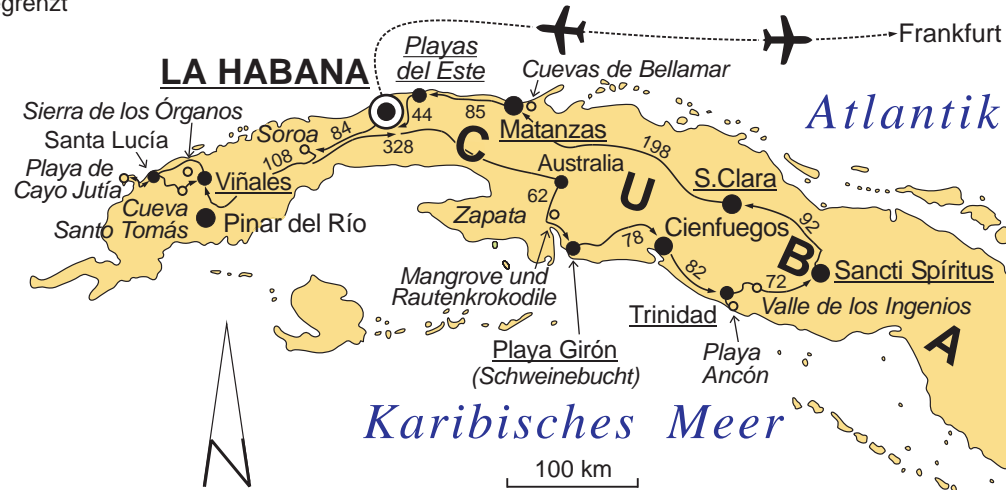 grenzt
Frankfurt
Playas
del Este
Cuevas de Bellamar
LA HABANA
Atlantik
Sierra de los Órganos
Santa Lucía
Soroa
84
44
85
Matanzas
328
198
C
Playa de
Cayo Jutía
108
Viñales
Australia
U
S.Clara
Cueva
Santo Tomás
Pinar del Río
62
Zapata
78
Cienfuegos
92
B
Sancti Spíritus
Mangrove und
Rautenkrokodile
82
72
Valle de los Ingenios
Trinidad
A
Playa Girón
(Schweinebucht)
Playa
Ancón
Karibisches Meer
N
100 km